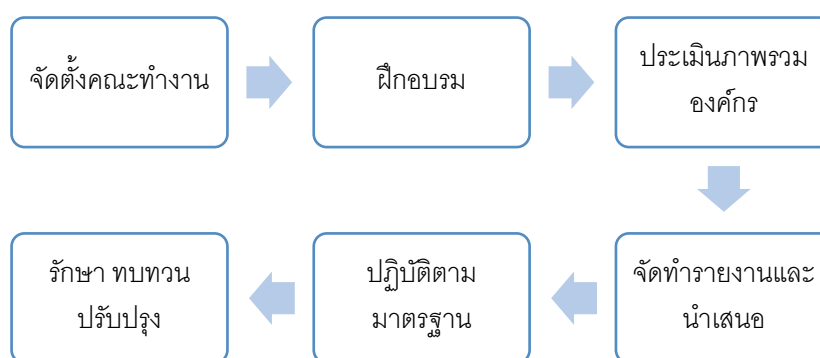 จัดตั้งคณะทำงาน
ฝึกอบรม
ประเมินภาพรวม
องค์กร
จัดทำรายงานและ
นำเสนอ
ปฏิบัติตาม
มาตรฐาน
รักษา ทบทวน
ปรับปรุง